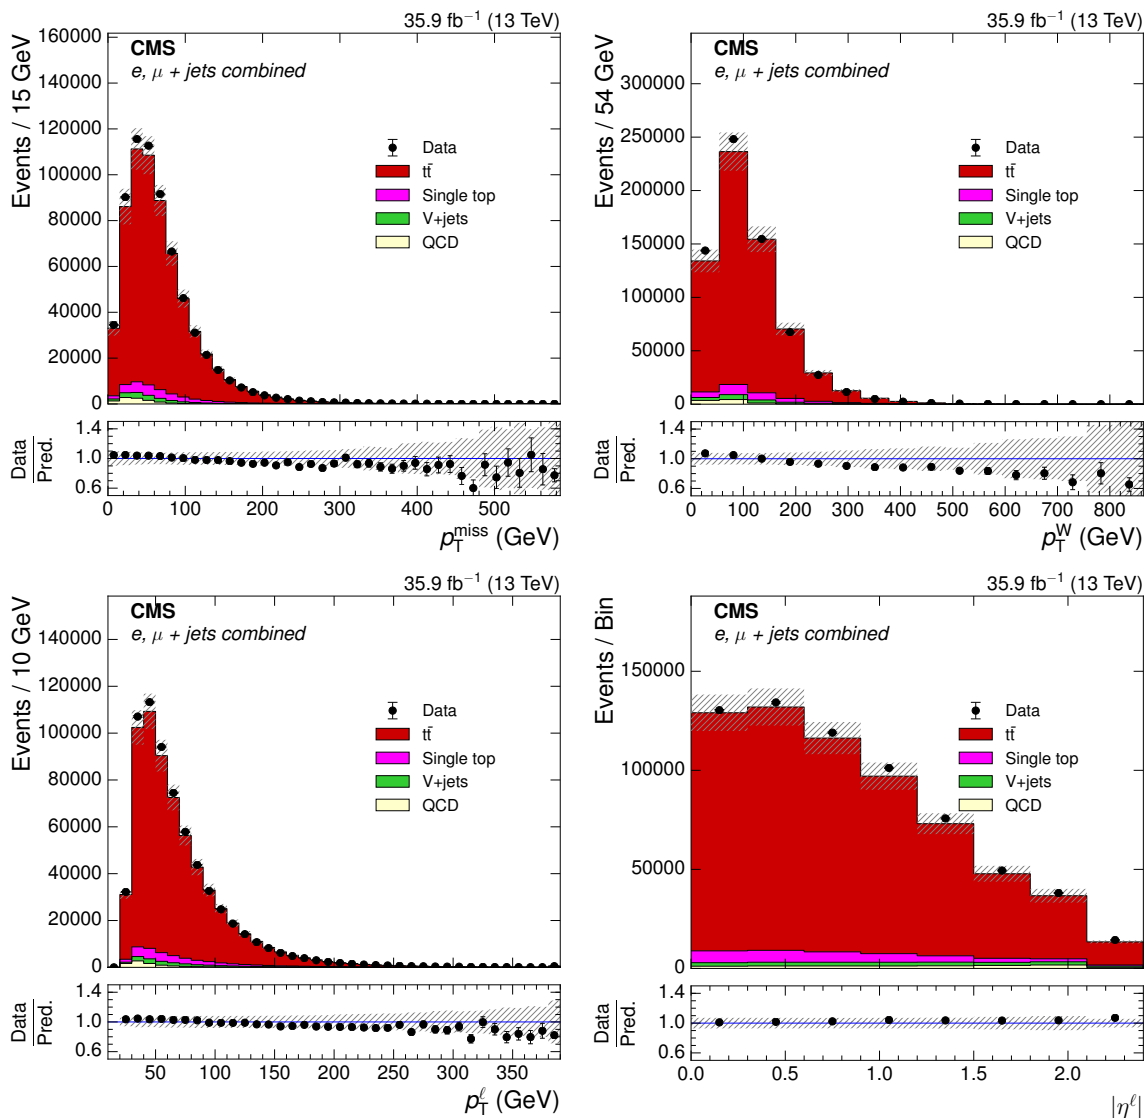 35.9 fb⁻¹ (13 TeV)
CMS
e, μ + jets combined
Events / 15 GeV
160000
140000
120000
100000
80000
60000
40000
20000
0
Data
tt̄
Single top
V+jets
QCD
Data
Pred.
1.4
1.0
0.6
0
100
200
300
400
500
p_T^miss (GeV)
35.9 fb⁻¹ (13 TeV)
CMS
e, μ + jets combined
Events / 54 GeV
300000
250000
200000
150000
100000
50000
0
Data
tt̄
Single top
V+jets
QCD
Data
Pred.
1.4
1.0
0.6
0
100
200
300
400
500
600
700
800
p_T^W (GeV)
35.9 fb⁻¹ (13 TeV)
CMS
e, μ + jets combined
Events / 10 GeV
140000
120000
100000
80000
60000
40000
20000
0
Data
tt̄
Single top
V+jets
QCD
Data
Pred.
1.4
1.0
0.6
50
100
150
200
250
300
350
p_T^ℓ (GeV)
35.9 fb⁻¹ (13 TeV)
CMS
e, μ + jets combined
Events / Bin
150000
100000
50000
0
Data
tt̄
Single top
V+jets
QCD
Data
Pred.
1.4
1.0
0.6
0.0
0.5
1.0
1.5
2.0
|η^ℓ|